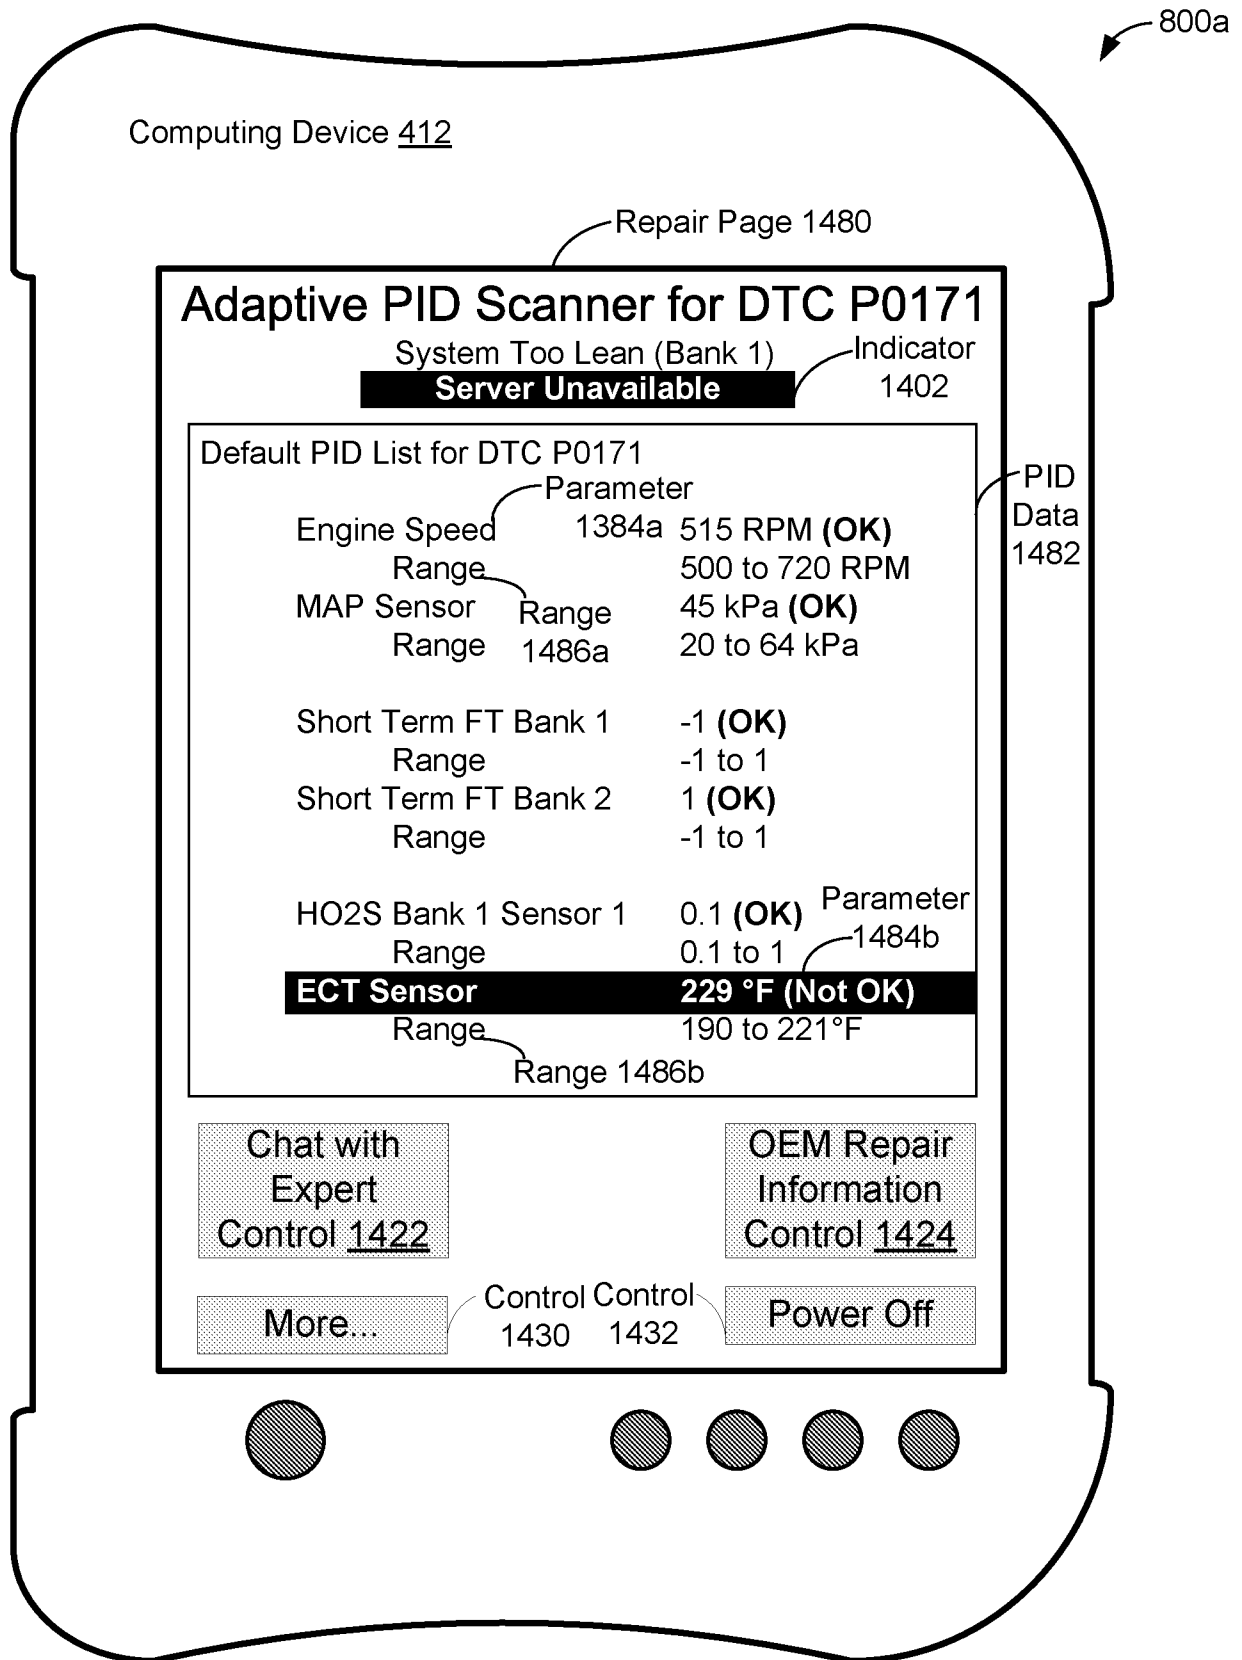 800a
Computing Device 412
Repair Page 1480
Adaptive PID Scanner for DTC P0171
System Too Lean (Bank 1)
Server Unavailable
Indicator
1402
Default PID List for DTC P0171
Parameter
1384a
PID
Data
1482
Engine Speed 515 RPM (OK)
Range 500 to 720 RPM
MAP Sensor 45 kPa (OK)
Range 20 to 64 kPa
Range
1486a
Short Term FT Bank 1 -1 (OK)
Range -1 to 1
Short Term FT Bank 2 1 (OK)
Range -1 to 1
HO2S Bank 1 Sensor 1 0.1 (OK)
Range 0.1 to 1
Parameter
1484b
ECT Sensor 229 °F (Not OK)
Range 190 to 221°F
Range 1486b
Chat with
Expert
Control 1422
OEM Repair
Information
Control 1424
More...
Control
1430
Control
1432
Power Off